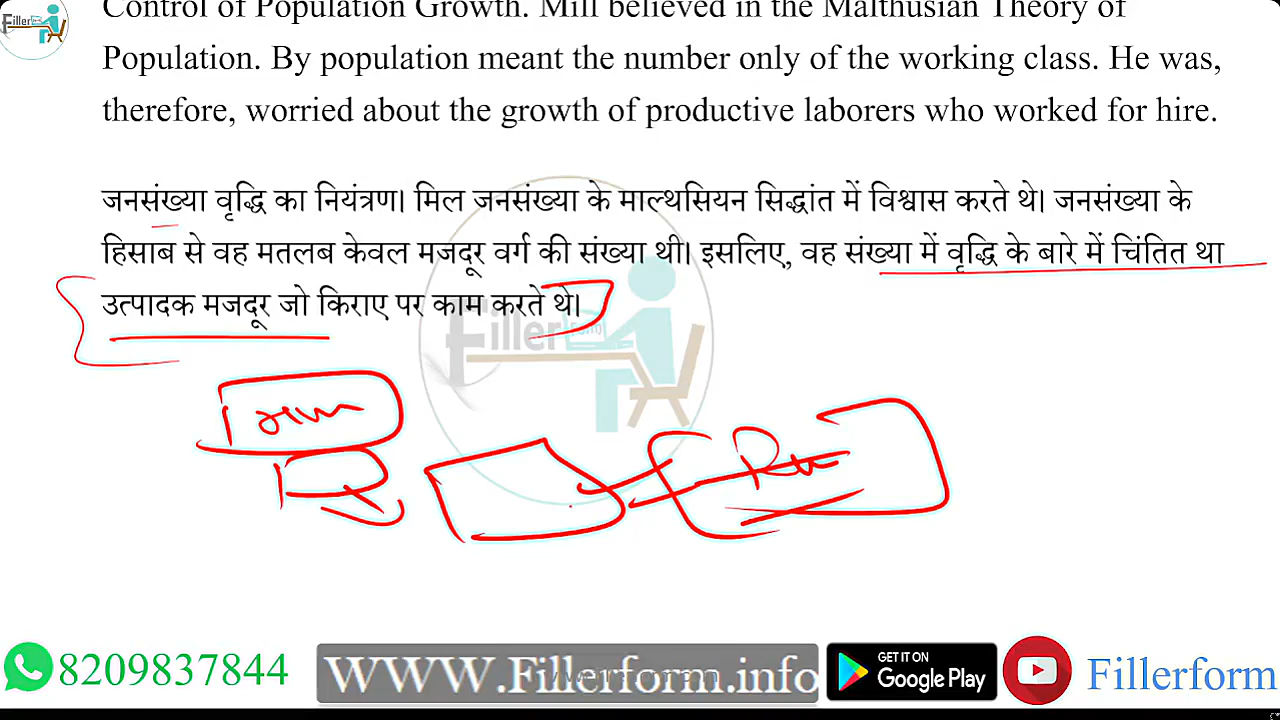 Filler
Control of Population Growth. Mill believed in the Malthusian Theory of
Population. By population meant the number only of the working class. He was,
therefore, worried about the growth of productive laborers who worked for hire.
जनसंख्या वृद्धि का नियंत्रण। मिल जनसंख्या के माल्थसियन सिद्धांत में विश्वास करते थे। जनसंख्या के
हिसाब से वह मतलब केवल मजदूर वर्ग की संख्या थी। इसलिए, वह संख्या में वृद्धि के बारे में चिंतित था
उत्पादक मजदूर जो किराए पर काम करते थे।
Filler
8209837844 WWW.Fillerform.info GET IT ON Google Play Fillerform